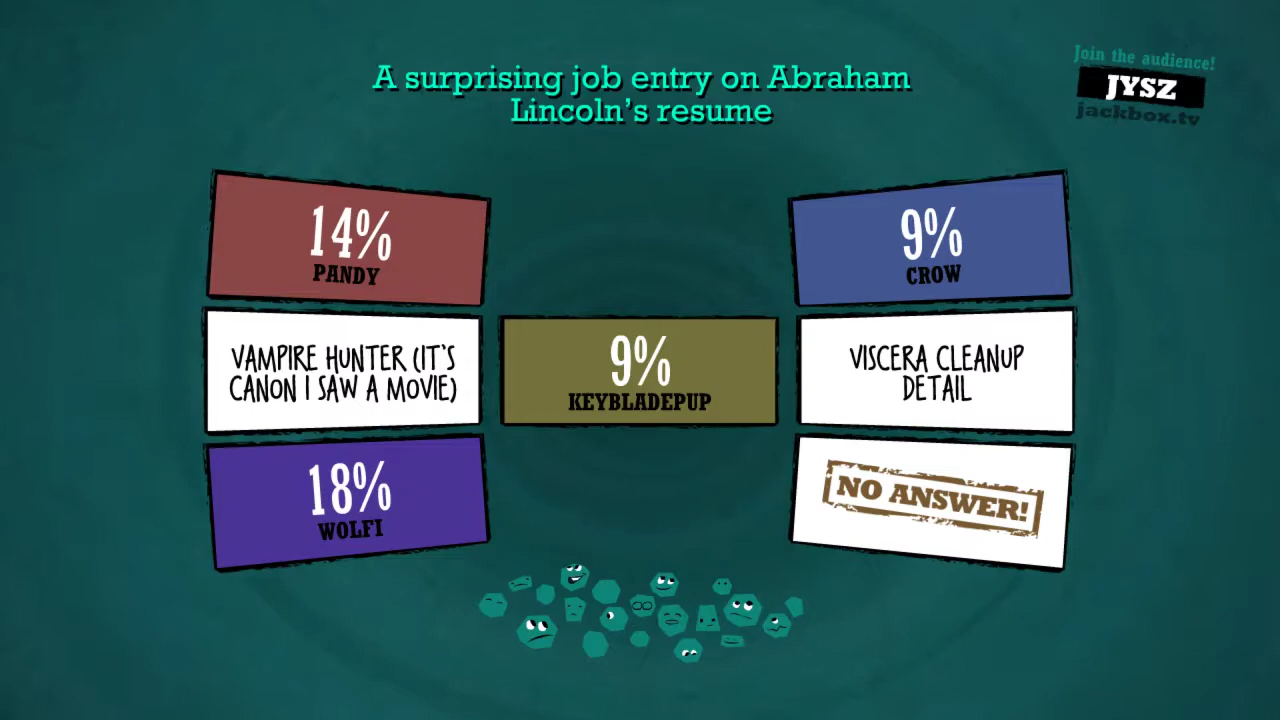 A surprising job entry on Abraham
Lincoln's resume
Join the audience!
JYSZ
jackbox.tv
14%
PANDY
9%
CROW
VAMPIRE HUNTER (IT'S
CANON I SAW A MOVIE)
9%
KEYBLADEPUP
VISCERA CLEANUP
DETAIL
18%
WOLFI
NO ANSWER!